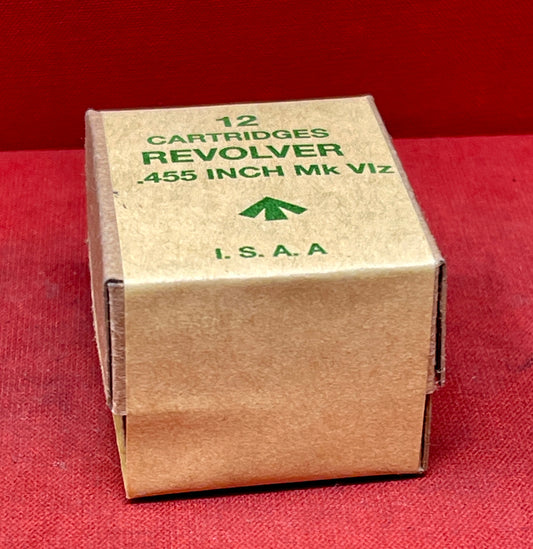 12
CARTRIDGES
REVOLVER
.455 INCH Mk VIz
I. S. A. A